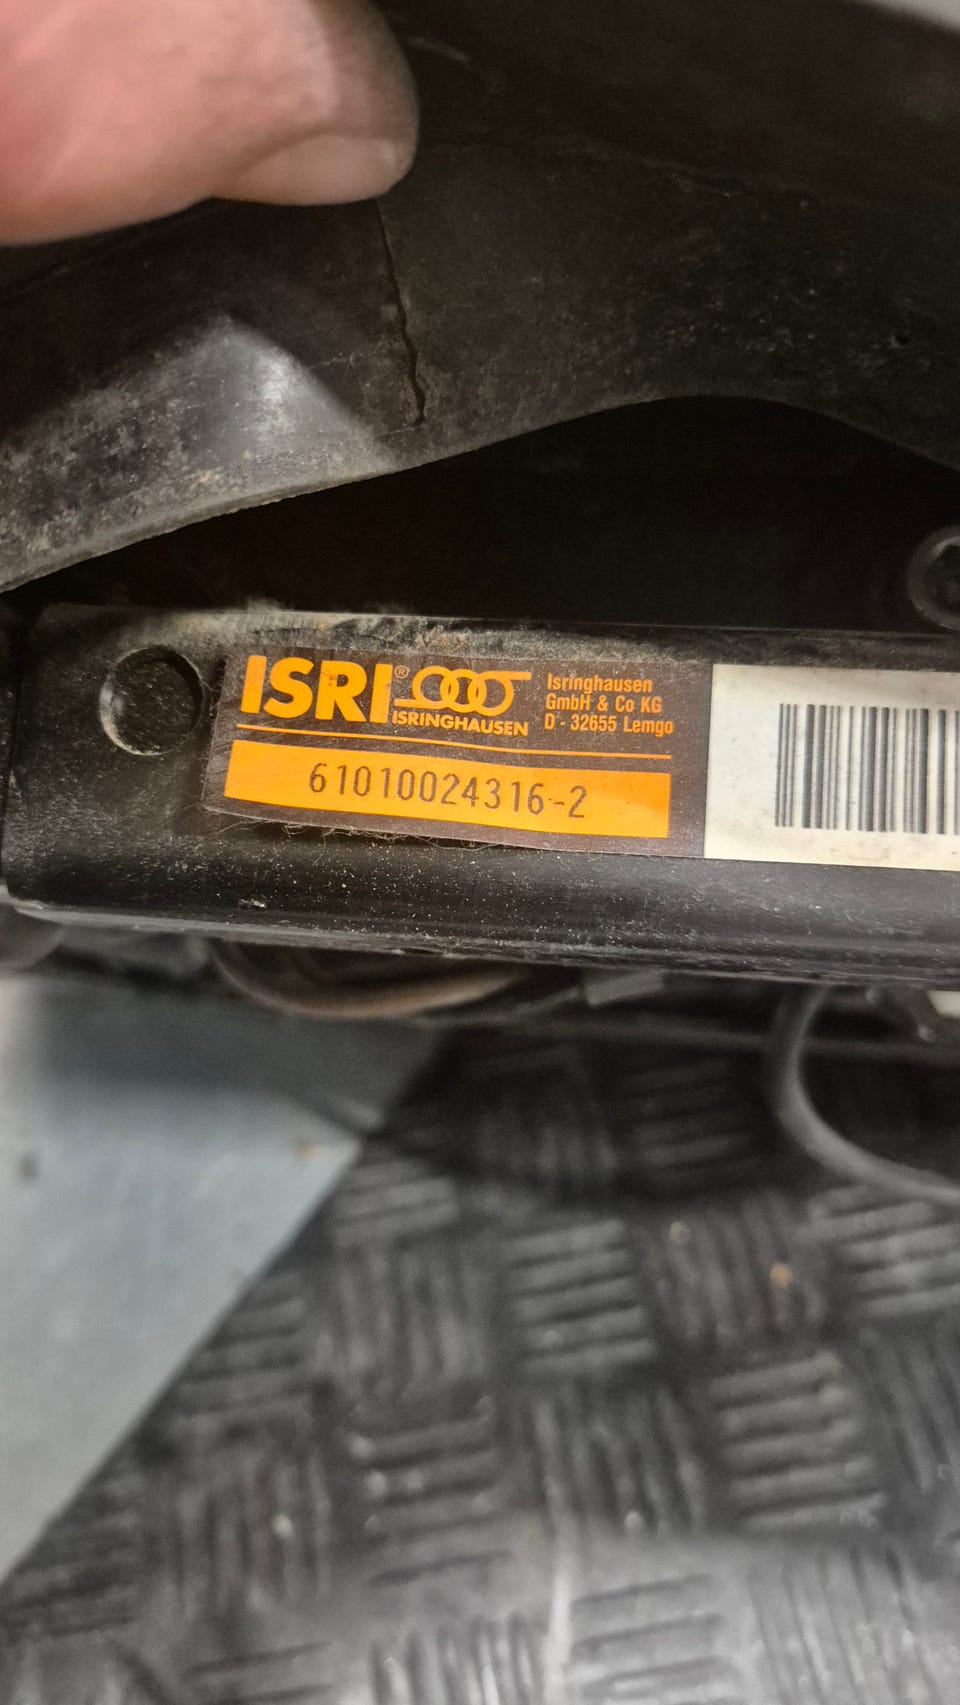 ISRI®
ISRINGHAUSEN
Isringhausen
GmbH & Co KG
D - 32655 Lemgo
61010024316-2